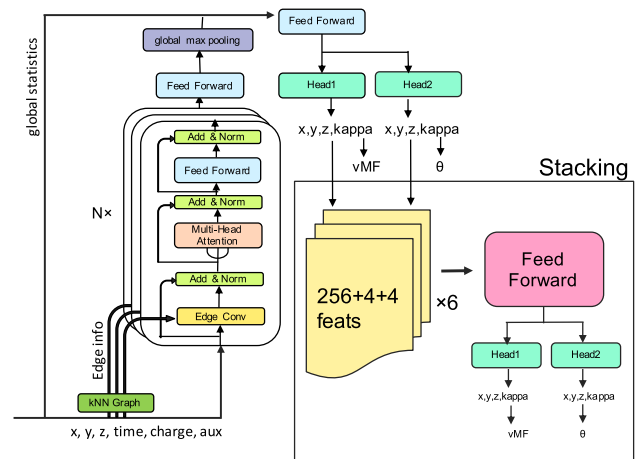 global statistics
global max pooling
Feed Forward
Feed Forward
Head1
Head2
x,y,z,kappa
x,y,z,kappa
vMF
θ
N×
Add & Norm
Feed Forward
Add & Norm
Multi-Head
Attention
Add & Norm
Edge Conv
Edge info
kNN Graph
x, y, z, time, charge, aux
Stacking
256+4+4
feats
×6
Feed
Forward
Head1
Head2
x,y,z,kappa
x,y,z,kappa
vMF
θ